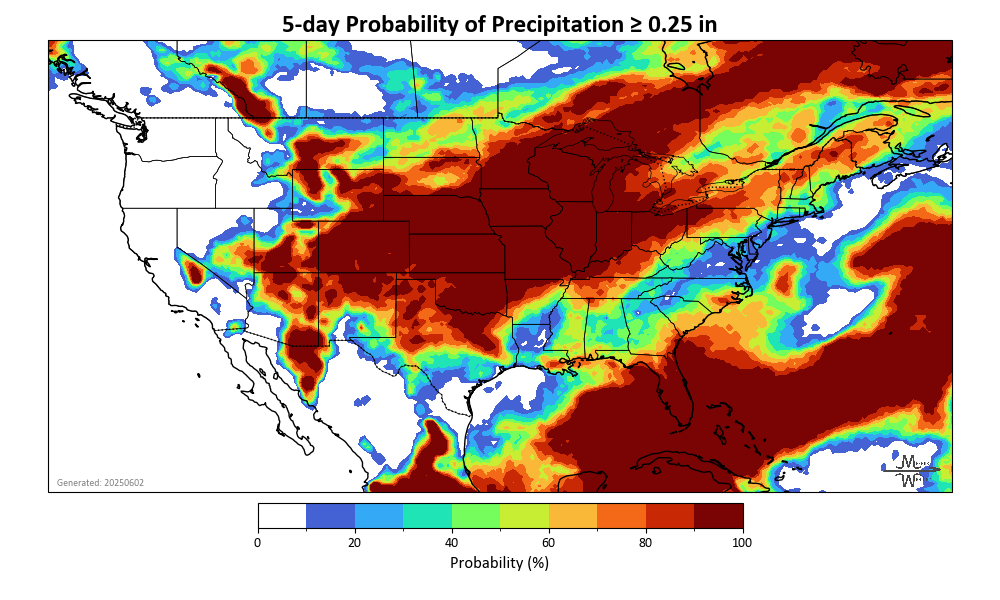 5-day Probability of Precipitation ≥ 0.25 in
Generated: 20250602
0 20 40 60 80 100
Probability (%)